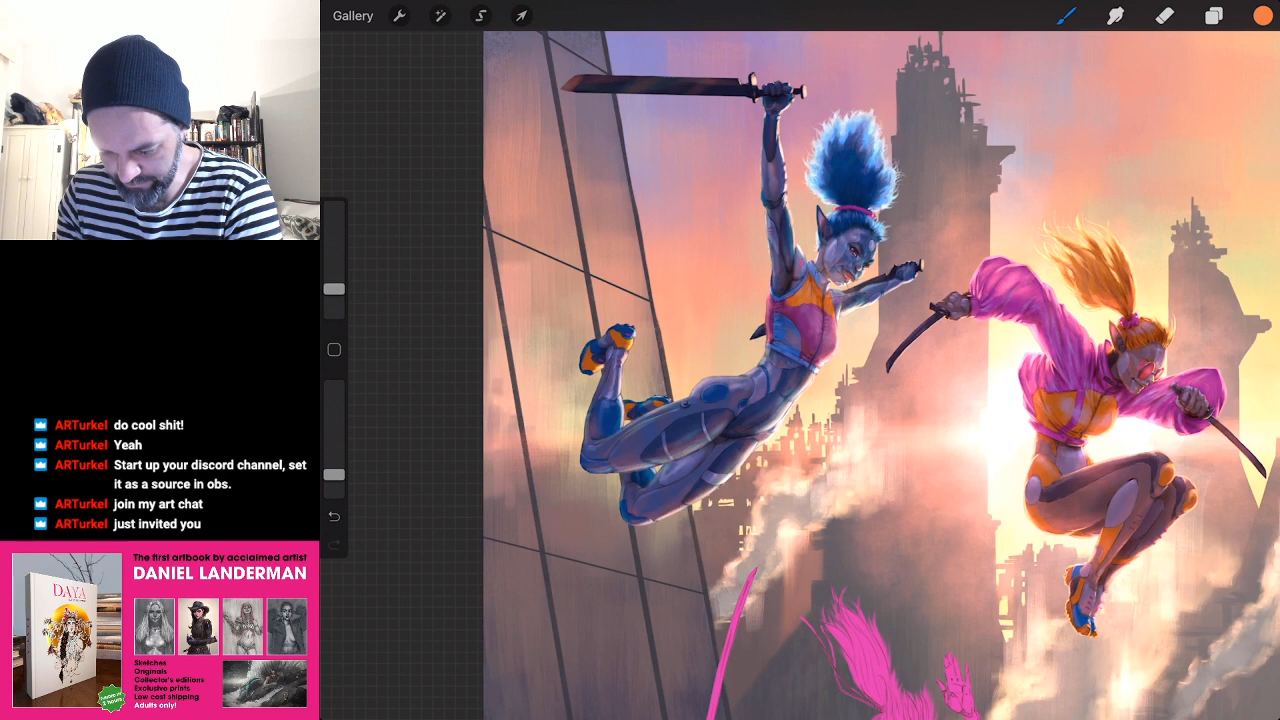 Gallery
ARTurkel do cool shit!
ARTurkel Yeah
ARTurkel Start up your discord channel, set
it as a source in obs.
ARTurkel join my art chat
ARTurkel just invited you
The first artbook by acclaimed artist
DANIEL LANDERMAN
DAYA
Sketches
Originals
Collector's editions
Exclusive prints
Low cost shipping
Adults only!